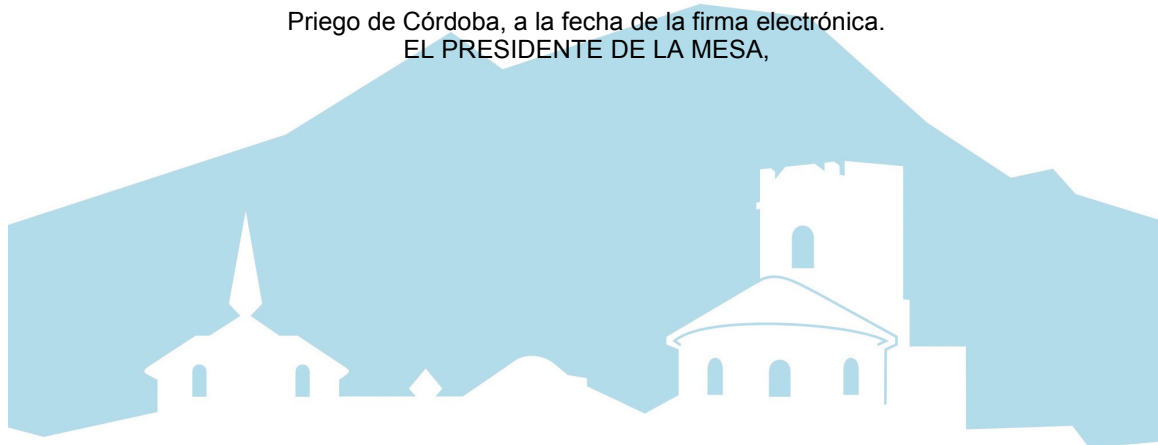 Priego de Córdoba, a la fecha de la firma electrónica.
EL PRESIDENTE DE LA MESA,